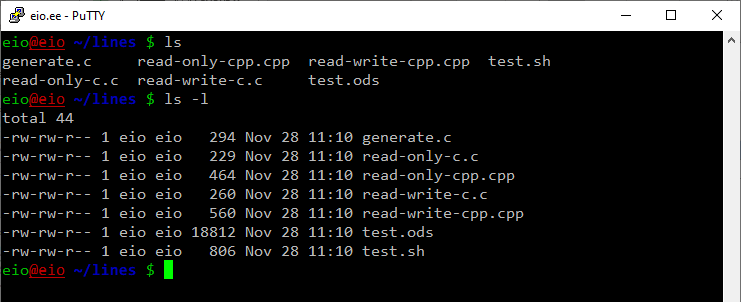 eio.ee - PuTTY
eio@eio ~/lines $ ls
generate.c     read-only-cpp.cpp  read-write-cpp.cpp  test.sh
read-only-c.c  read-write-c.c     test.ods
eio@eio ~/lines $ ls -l
total 44
-rw-rw-r-- 1 eio eio   294 Nov 28 11:10 generate.c
-rw-rw-r-- 1 eio eio   229 Nov 28 11:10 read-only-c.c
-rw-rw-r-- 1 eio eio   464 Nov 28 11:10 read-only-cpp.cpp
-rw-rw-r-- 1 eio eio   260 Nov 28 11:10 read-write-c.c
-rw-rw-r-- 1 eio eio   560 Nov 28 11:10 read-write-cpp.cpp
-rw-rw-r-- 1 eio eio 18812 Nov 28 11:10 test.ods
-rw-rw-r-- 1 eio eio   806 Nov 28 11:10 test.sh
eio@eio ~/lines $